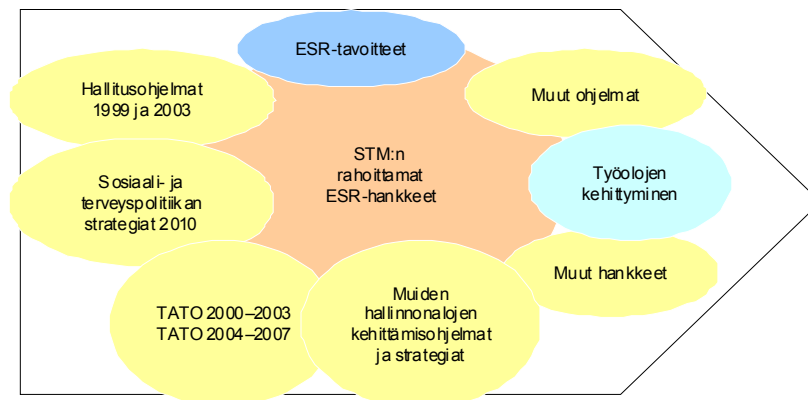 ESR-tavoitteet
Hallitusohjelmat
1999 ja 2003
Muut ohjelmat
STM:n
rahoittamat
ESR-hankkeet
Työolojen
kehittyminen
Sosiaali- ja
terveyspolitiikan
strategiat 2010
Muut hankkeet
TATO 2000–2003
TATO 2004–2007
Muiden
hallinnonalojen
kehittämisohjelmat
ja strategiat